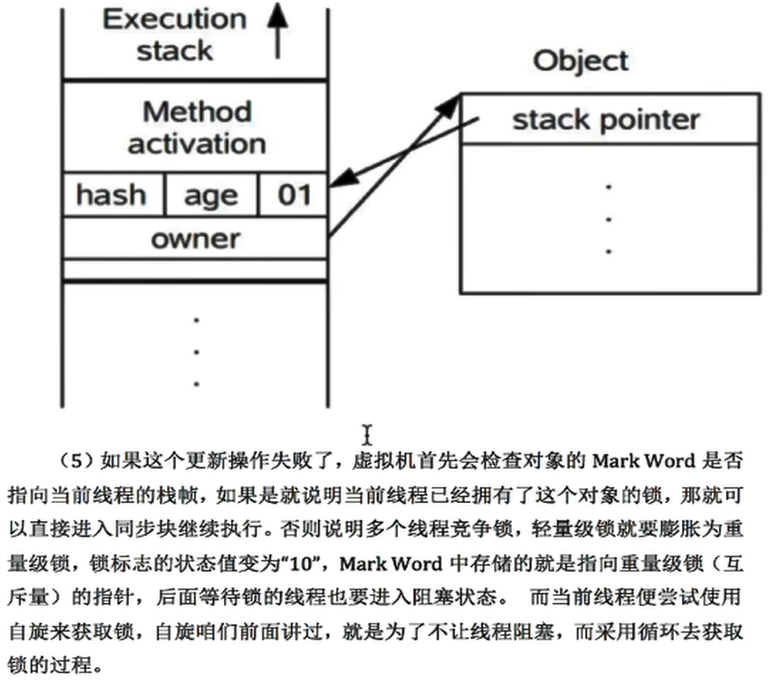 Execution
stack
Object
Method
activation
stack pointer
hash age 01
owner
（5）如果这个更新操作失败了，虚拟机首先会检查对象的 Mark Word 是否
指向当前线程的栈帧，如果是就说明当前线程已经拥有了这个对象的锁，那就可
以直接进入同步块继续执行。否则说明多个线程竞争锁，轻量级锁就要膨胀为重
量级锁，锁标志的状态值变为“10”，Mark Word 中存储的就是指向重量级锁（互
斥量）的指针，后面等待锁的线程也要进入阻塞状态。 而当前线程便尝试使用
自旋来获取锁，自旋咱们前面讲过，就是为了不让线程阻塞，而采用循环去获取
锁的过程。